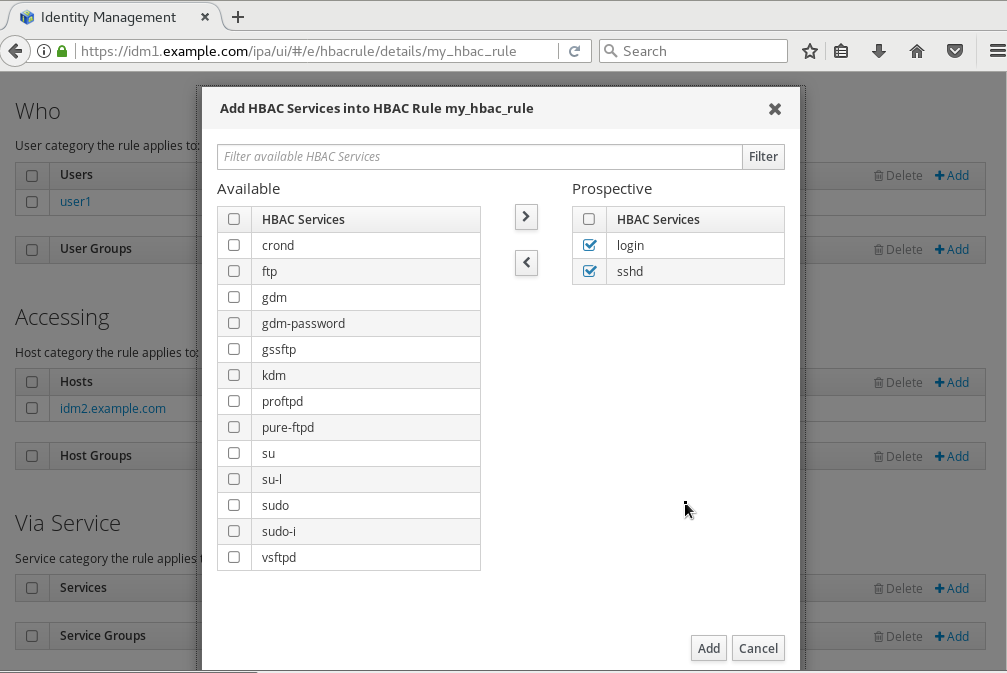 Identity Management
https://idm1.example.com/ipa/ui/#/e/hbacrule/details/my_hbac_rule
Search
Add HBAC Services into HBAC Rule my_hbac_rule
Filter available HBAC Services
Filter
Available
HBAC Services
crond
ftp
gdm
gdm-password
gssftp
kdm
proftpd
pure-ftpd
su
su-l
sudo
sudo-i
vsftpd
Prospective
HBAC Services
login
sshd
Add
Cancel
Who
User category the rule applies to:
Users
Delete
Add
user1
User Groups
Delete
Add
Accessing
Host category the rule applies to:
Hosts
Delete
Add
idm2.example.com
Host Groups
Delete
Add
Via Service
Service category the rule applies
Services
Delete
Add
Service Groups
Delete
Add